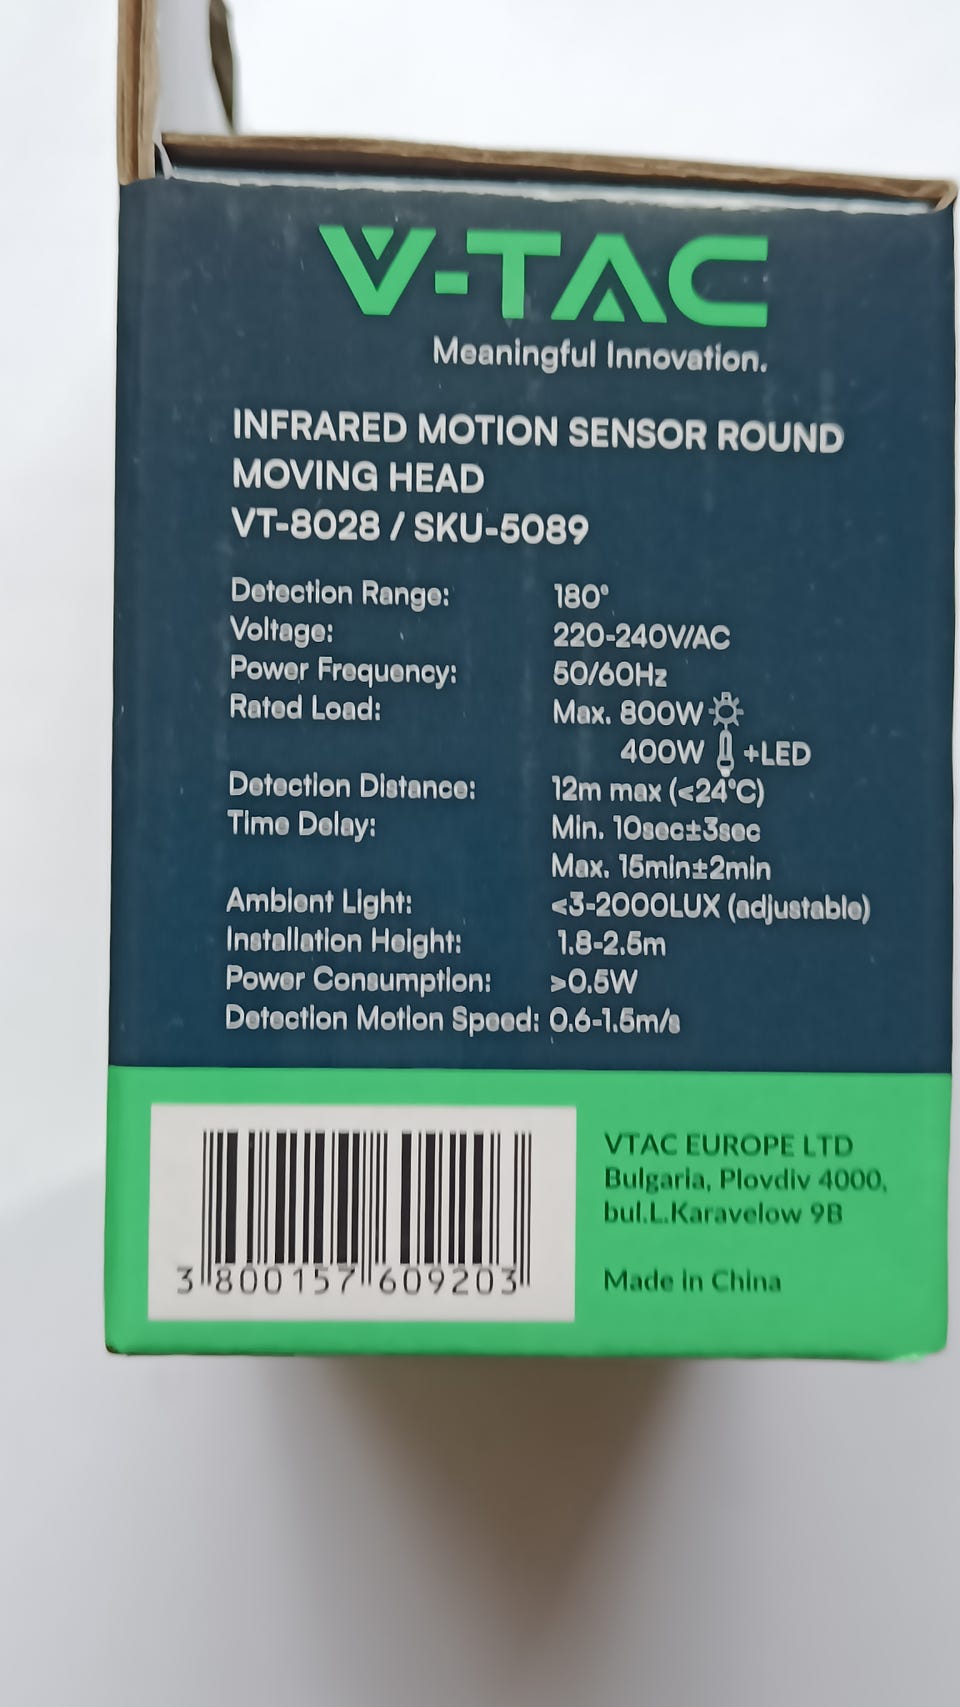 V-TAC
Meaningful Innovation.
INFRARED MOTION SENSOR ROUND
MOVING HEAD
VT-8028 / SKU-5089
Detection Range: 180°
Voltage: 220-240V/AC
Power Frequency: 50/60Hz
Rated Load: Max. 800W
400W +LED
Detection Distance: 12m max (<24°C)
Time Delay: Min. 10sec±3sec
Max. 15min±2min
Ambient Light: <3-2000LUX (adjustable)
Installation Height: 1.8-2.5m
Power Consumption: >0.5W
Detection Motion Speed: 0.6-1.5m/s
3 800157 609203
VTAC EUROPE LTD
Bulgaria, Plovdiv 4000,
bul.L.Karavelow 9B
Made in China